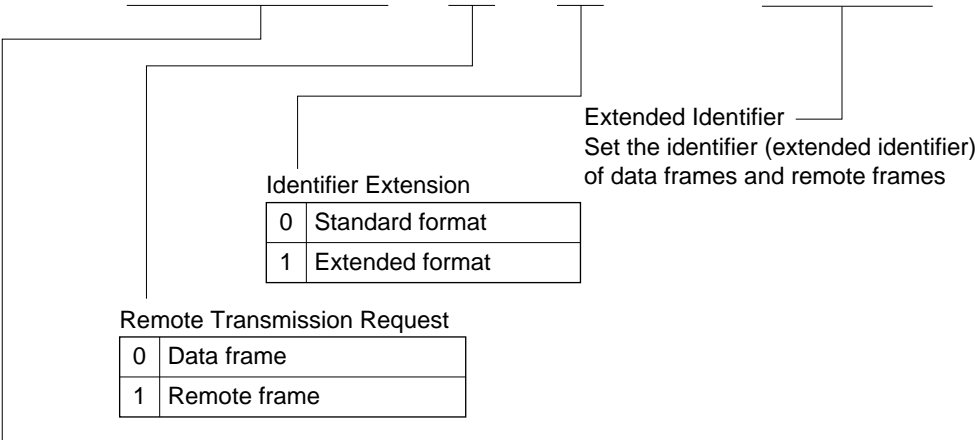 Extended Identifier
Set the identifier (extended identifier)
of data frames and remote frames
Identifier Extension
0 Standard format
1 Extended format
Remote Transmission Request
0 Data frame
1 Remote frame